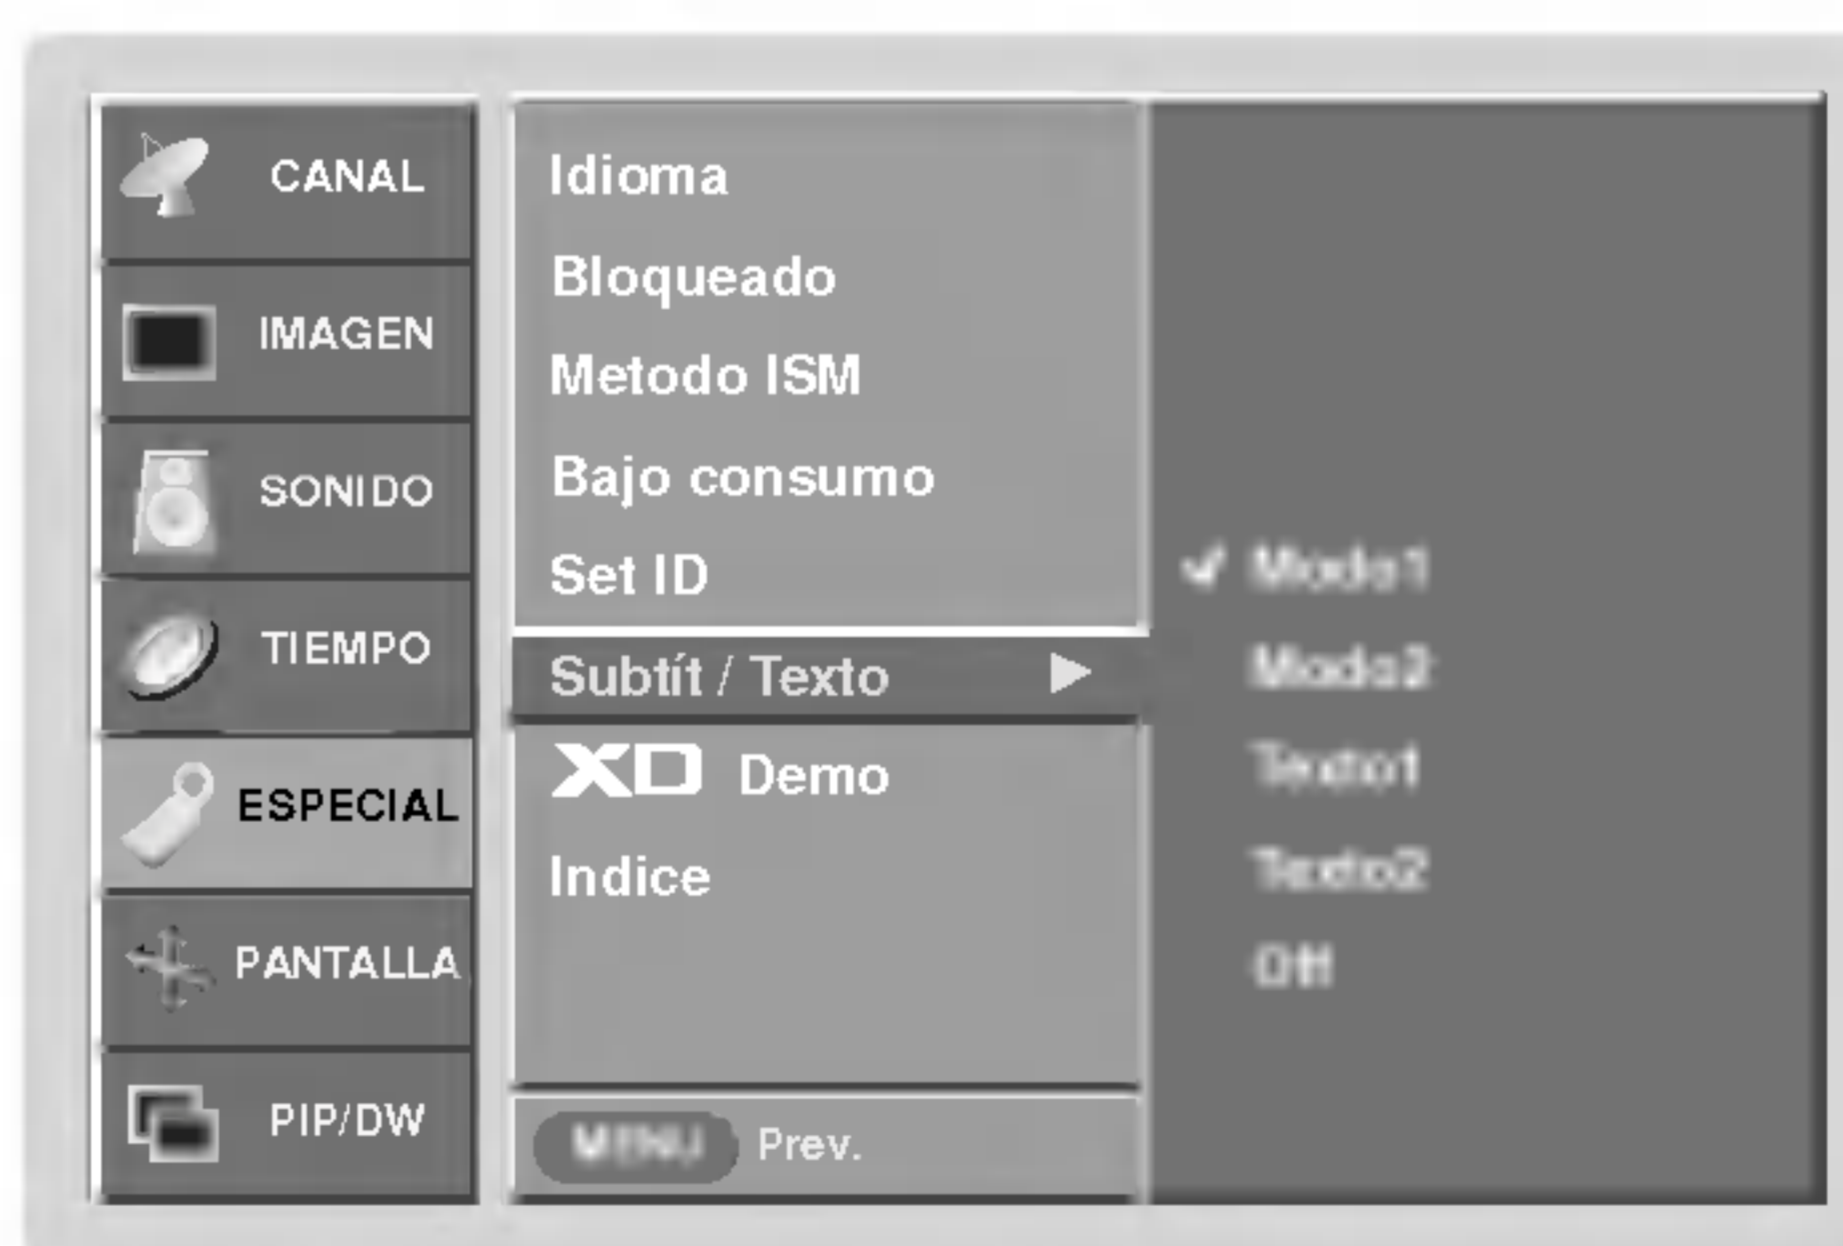 CANAL
IMAGEN
SONIDO
TIEMPO
ESPECIAL
PANTALLA
PIP/DW
Idioma
Bloqueado
Metodo ISM
Bajo consumo
Set ID
Subtít / Texto
XD Demo
Indice
MENU Prev.
Modo1
Modo2
Texto1
Texto2
Off